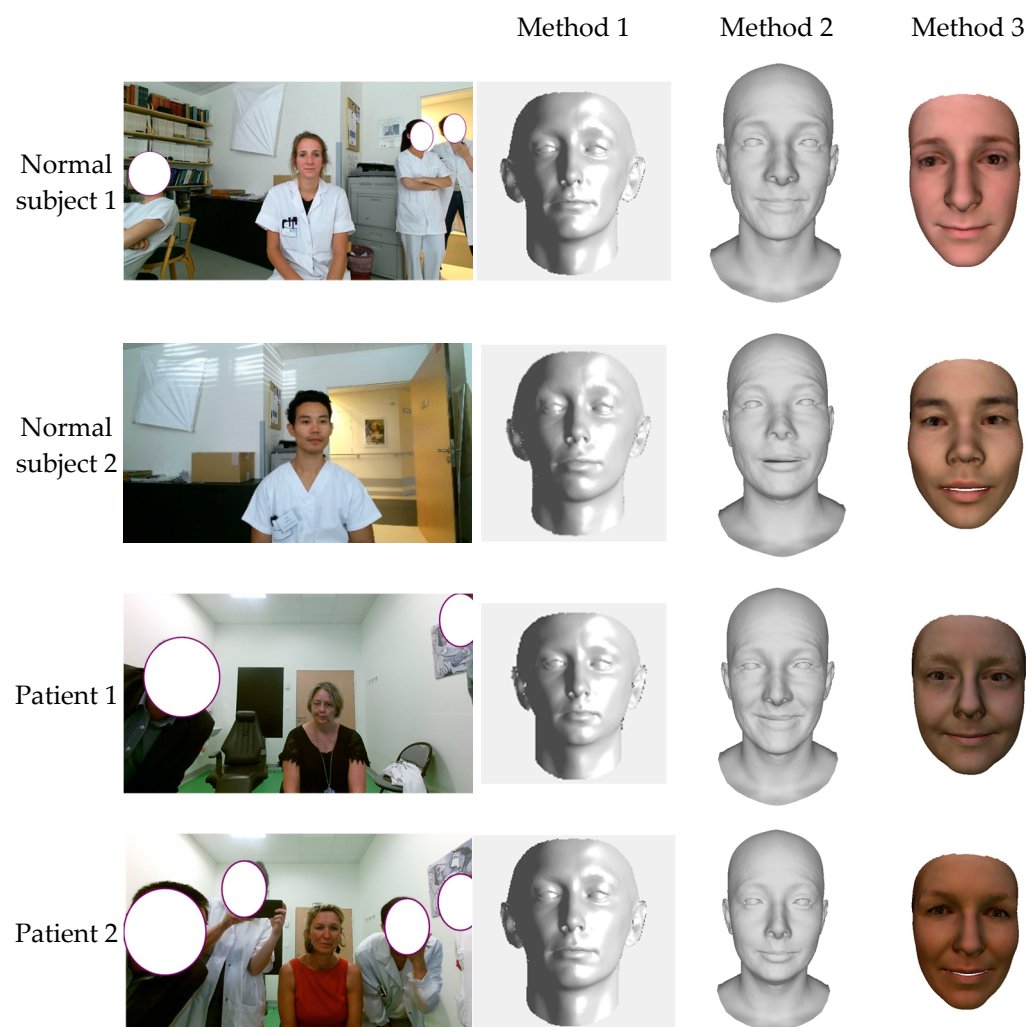 Method 1 Method 2 Method 3
Normal
subject 1
Normal
subject 2
Patient 1
Patient 2